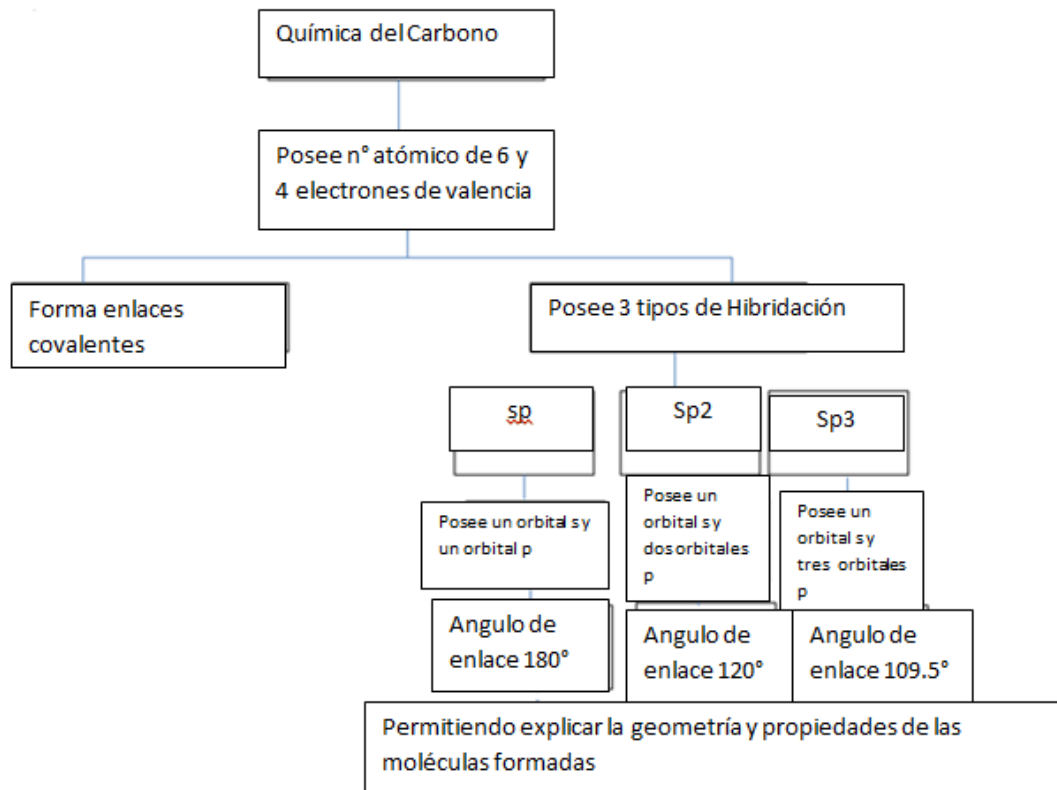 Química del Carbono
Posee n° atómico de 6 y
4 electrones de valencia
Forma enlaces
covalentes
Posee 3 tipos de Hibridación
sp
Sp2
Sp3
Posee un orbital s y
un orbital p
Posee un
orbital s y
dos orbitales
p
Posee un
orbital s y
tres orbitales
p
Angulo de
enlace 180°
Angulo de
enlace 120°
Angulo de
enlace 109.5°
Permitiendo explicar la geometría y propiedades de las
moléculas formadas